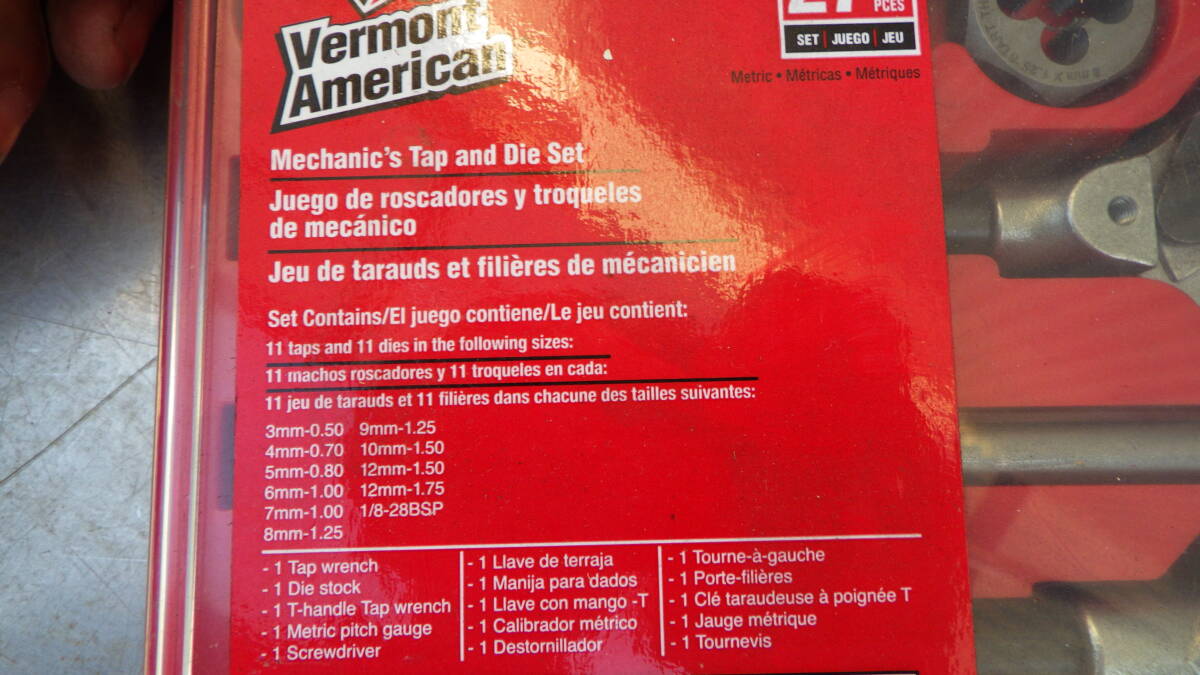 Vermont
American
PCES
SET | JUEGO | JEU
Metric • Métricas • Métriques
8 mm X 1.25
START THIS
Mechanic's Tap and Die Set
Juego de roscadores y troqueles
de mecánico
Jeu de tarauds et filières de mécanicien
Set Contains/El juego contiene/Le jeu contient:
11 taps and 11 dies in the following sizes:
11 machos roscadores y 11 troqueles en cada:
11 jeu de tarauds et 11 filières dans chacune des tailles suivantes:
3mm-0.50 9mm-1.25
4mm-0.70 10mm-1.50
5mm-0.80 12mm-1.50
6mm-1.00 12mm-1.75
7mm-1.00 1/8-28BSP
8mm-1.25
- 1 Tap wrench
- 1 Die stock
- 1 T-handle Tap wrench
- 1 Metric pitch gauge
- 1 Screwdriver
- 1 Llave de terraja
- 1 Manija para dados
- 1 Llave con mango -T
- 1 Calibrador métrico
- 1 Destornillador
- 1 Tourne-à-gauche
- 1 Porte-filières
- 1 Clé taraudeuse à poignée T
- 1 Jauge métrique
- 1 Tournevis